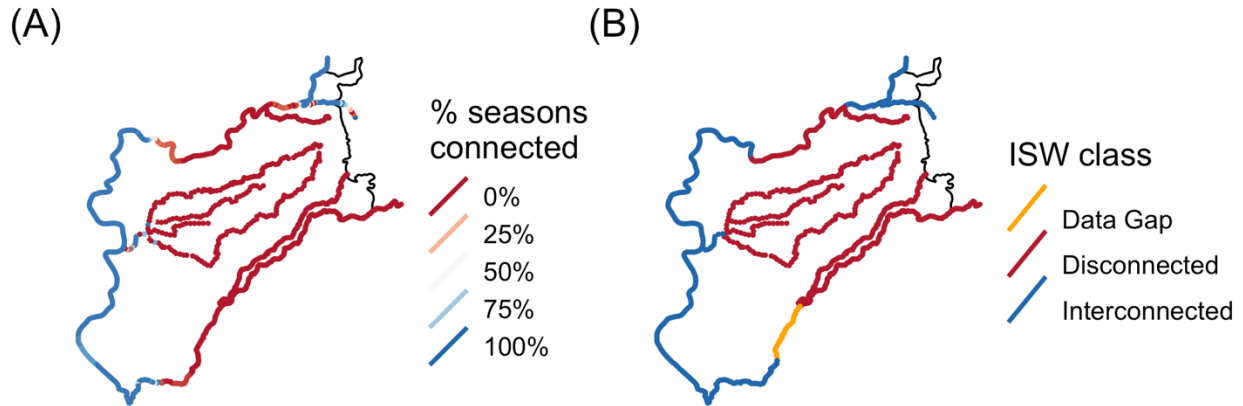 (A)
% seasons
connected
0%
25%
50%
75%
100%
(B)
ISW class
Data Gap
Disconnected
Interconnected